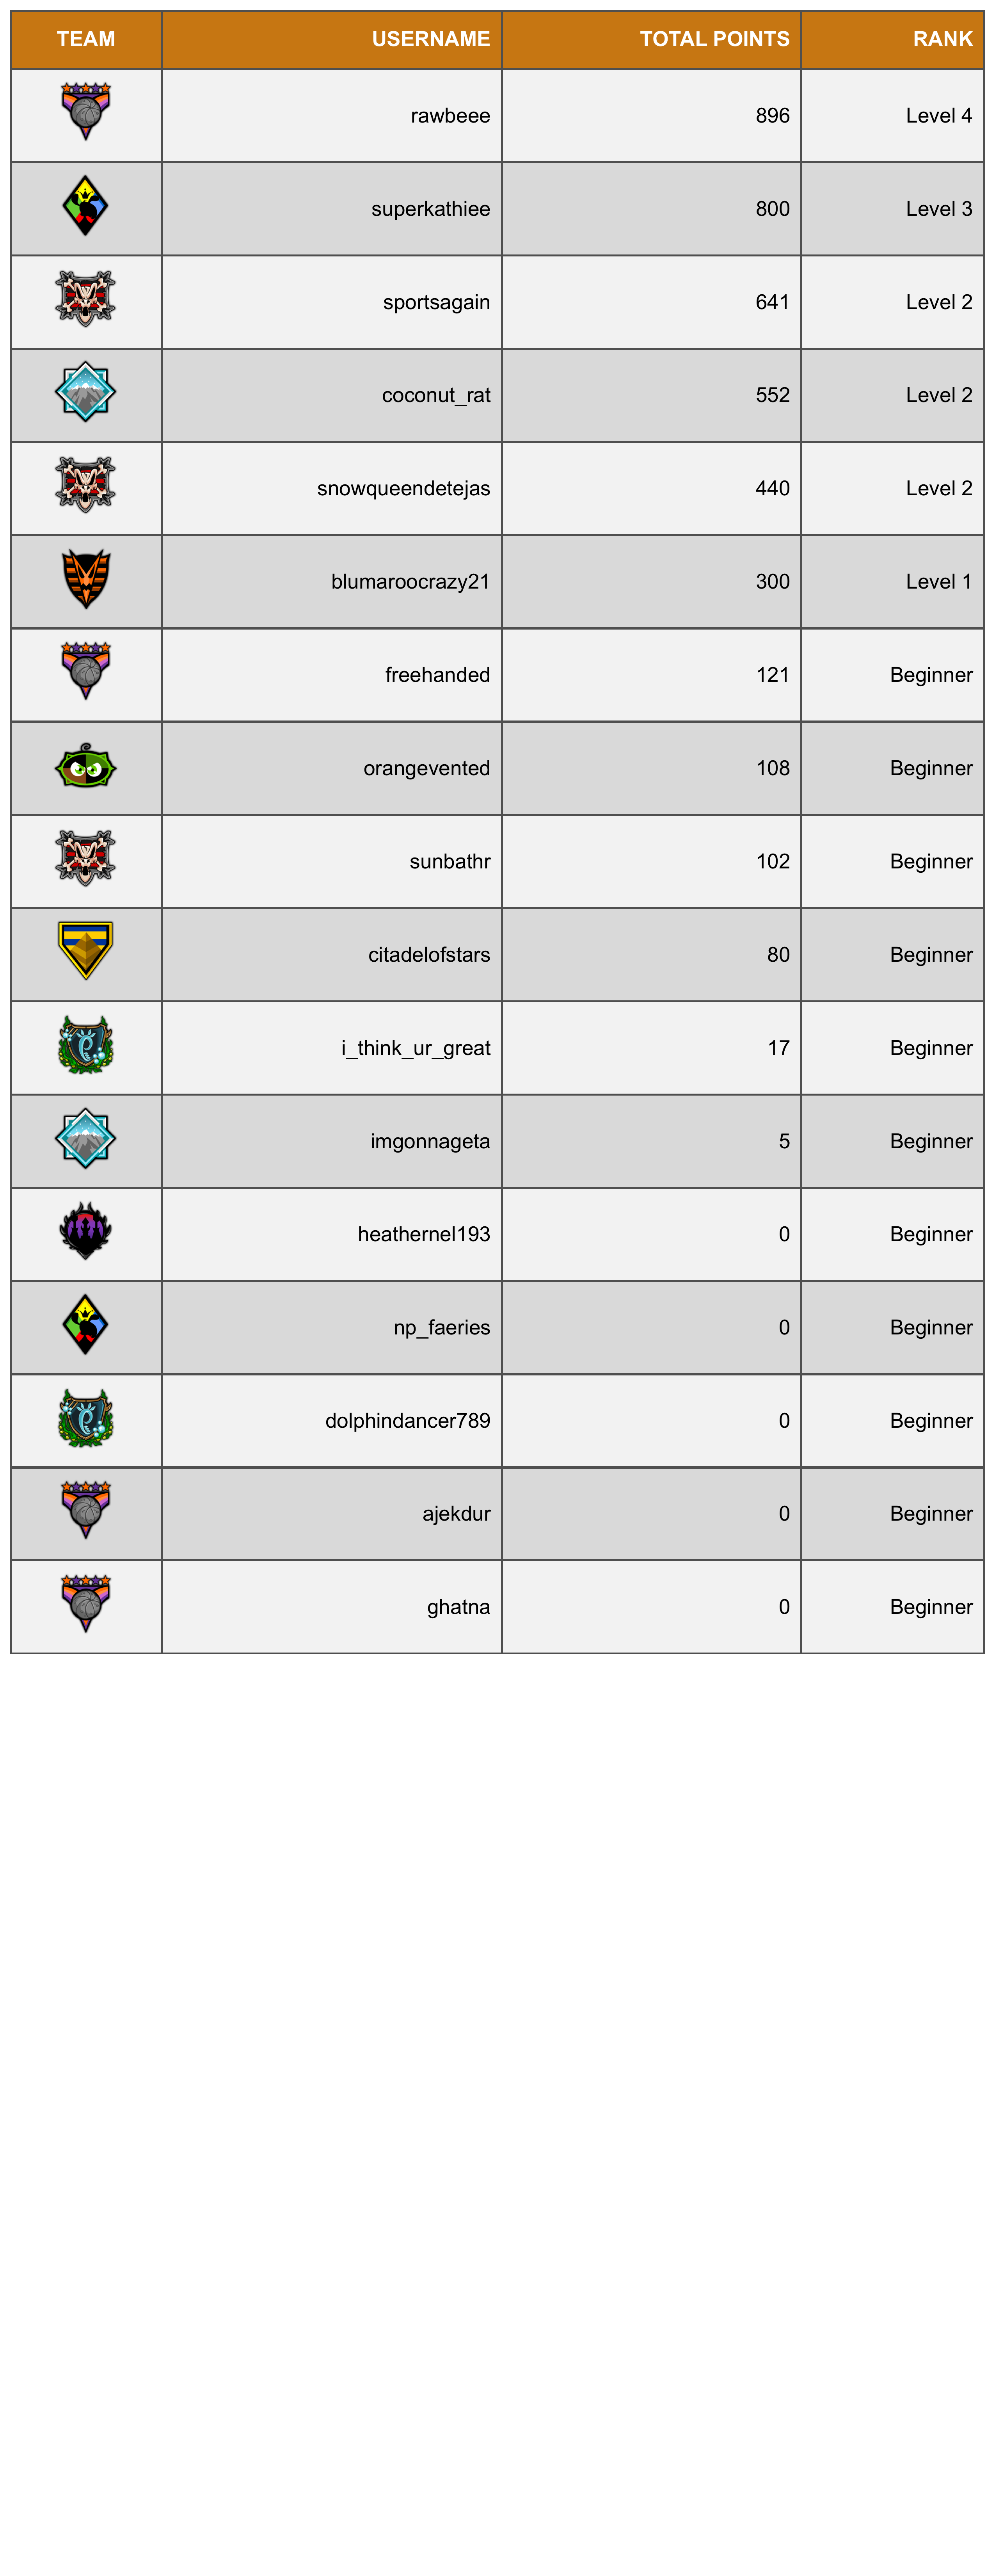 TEAM USERNAME TOTAL POINTS RANK
rawbeee 896 Level 4
superkathiee 800 Level 3
sportsagain 641 Level 2
coconut_rat 552 Level 2
snowqueendetejas 440 Level 2
blumaroocrazy21 300 Level 1
freehanded 121 Beginner
orangevented 108 Beginner
sunbathr 102 Beginner
citadelofstars 80 Beginner
i_think_ur_great 17 Beginner
imgonnageta 5 Beginner
heathernel193 0 Beginner
np_faeries 0 Beginner
dolphindancer789 0 Beginner
ajekdur 0 Beginner
ghatna 0 Beginner